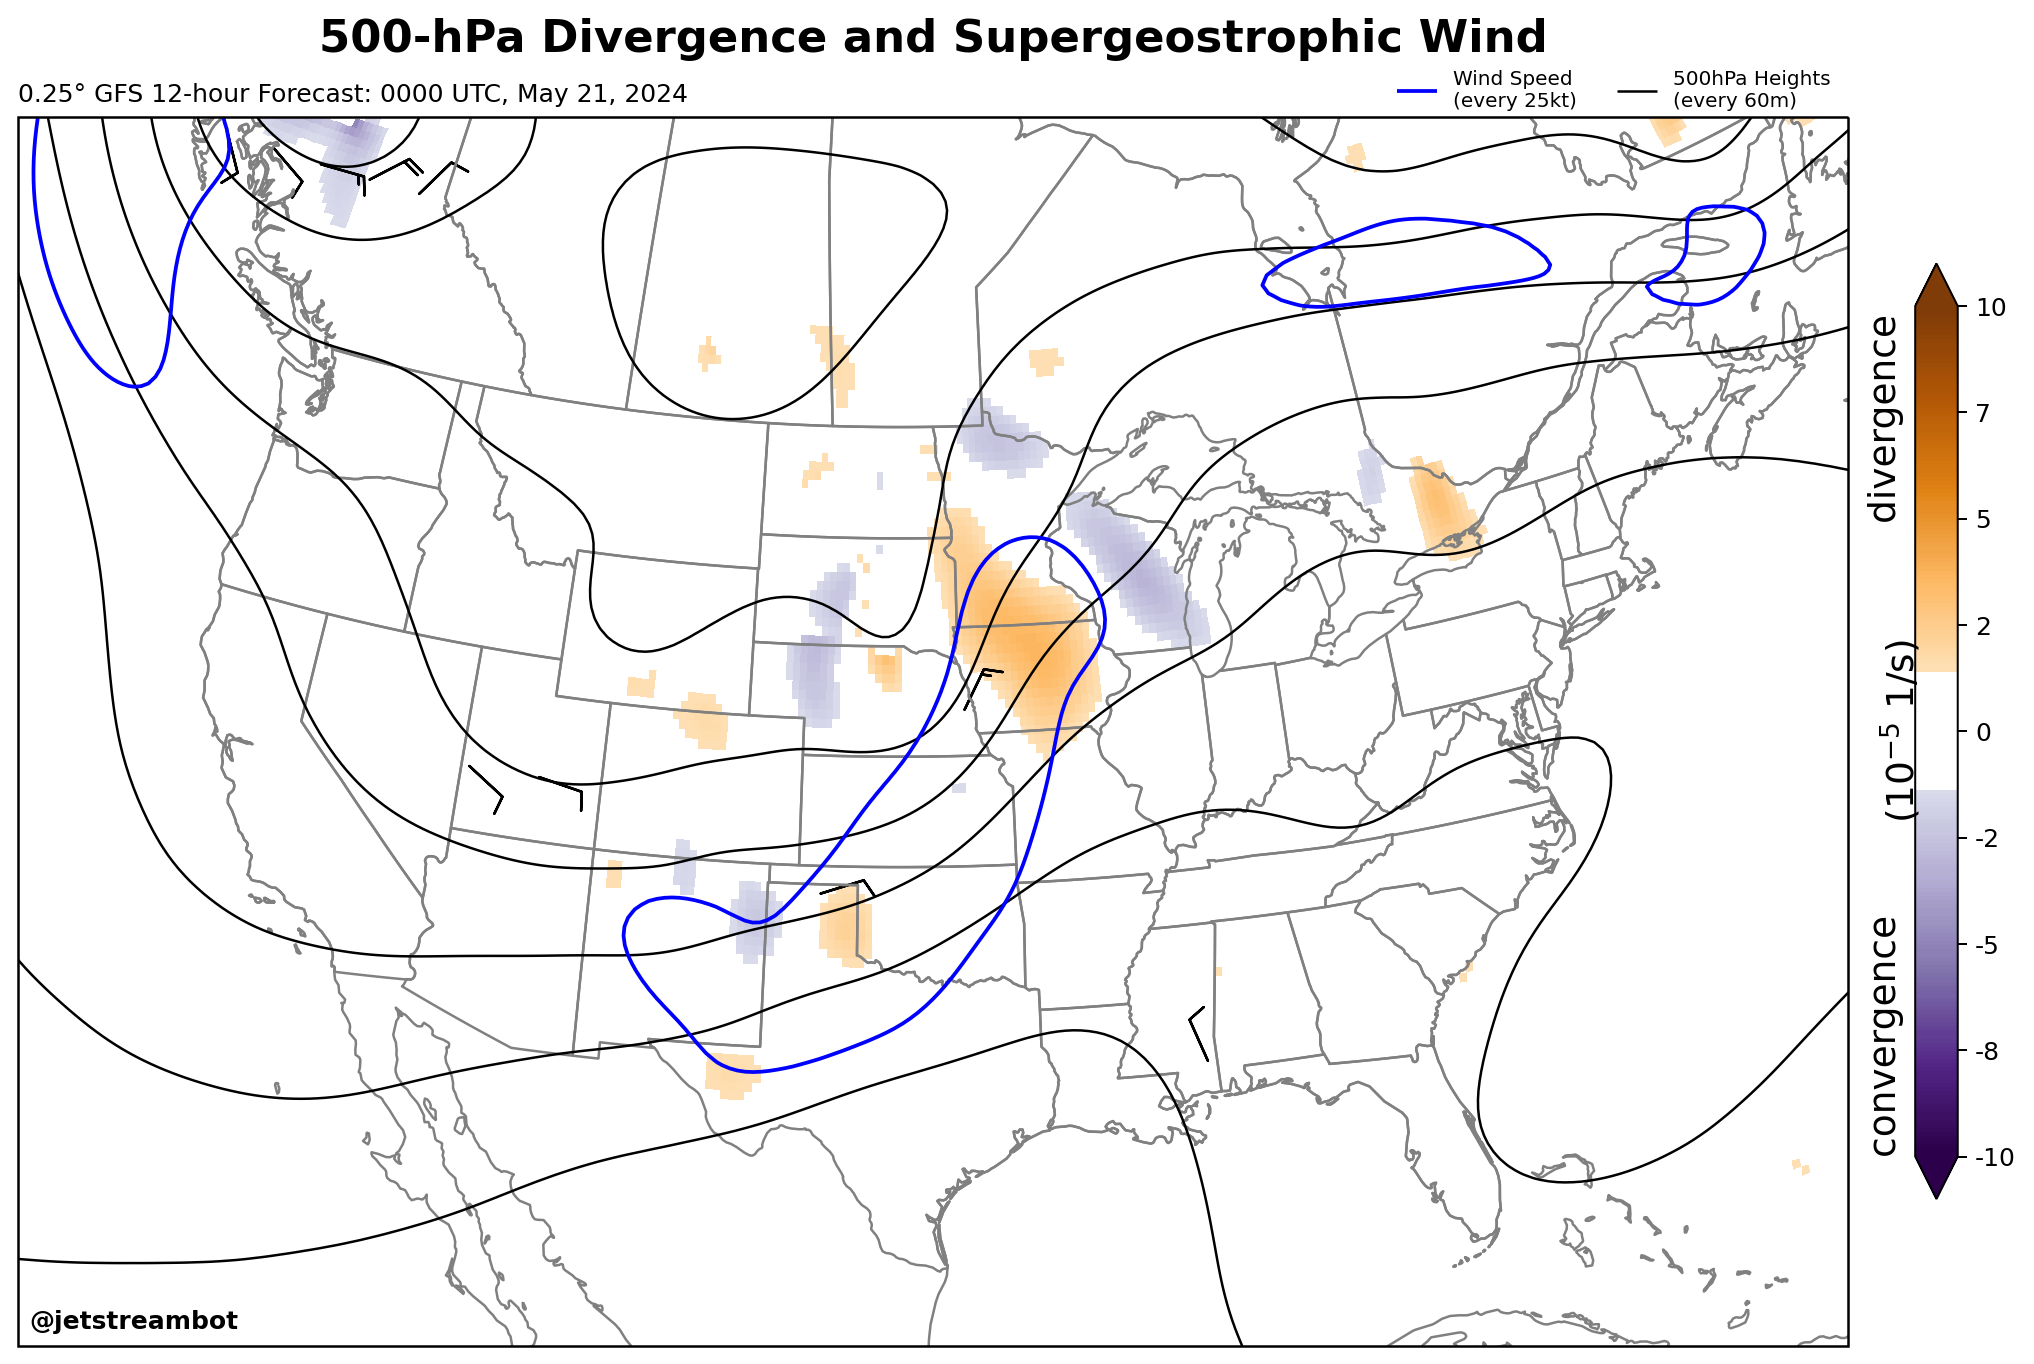 500-hPa Divergence and Supergeostrophic Wind
0.25° GFS 12-hour Forecast: 0000 UTC, May 21, 2024
Wind Speed
(every 25kt)
500hPa Heights
(every 60m)
10
7
5
2
0
-2
-5
-8
-10
divergence
(10⁻⁵ 1/s)
convergence
@jetstreambot